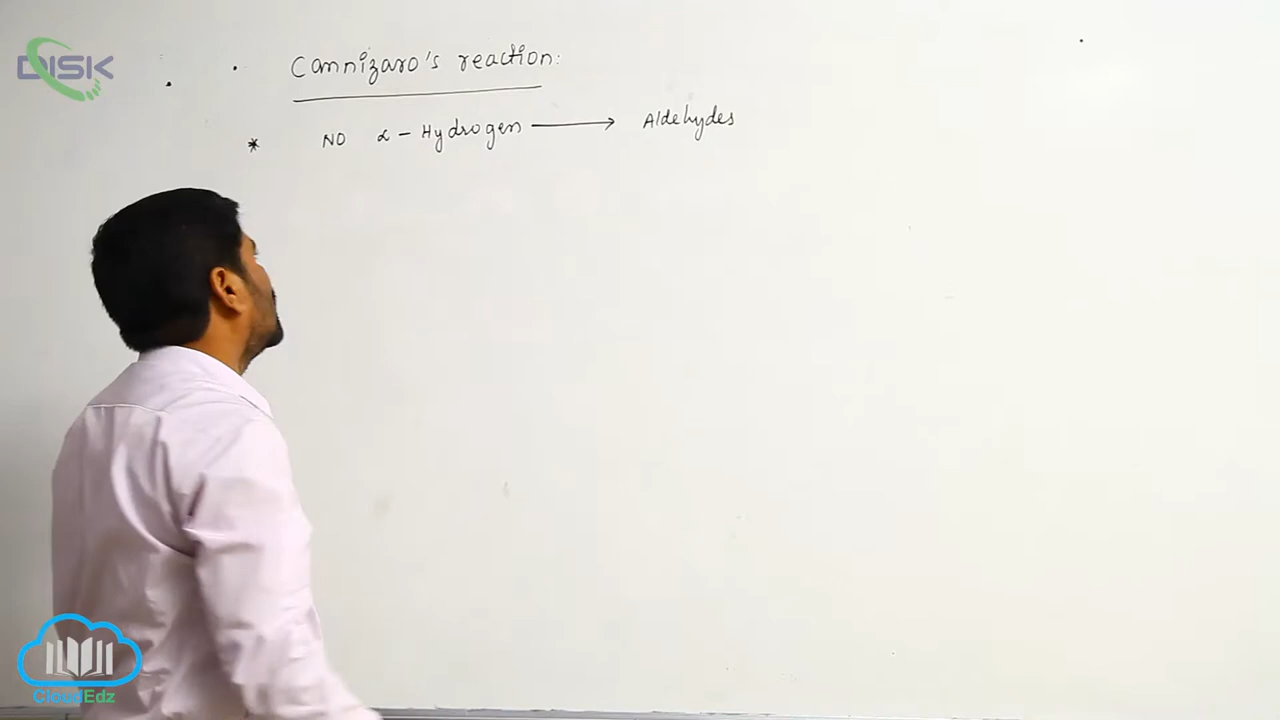 DISK
Cannizaro's reaction:
* NO α - Hydrogen ⟶ Aldehydes
CloudEdz